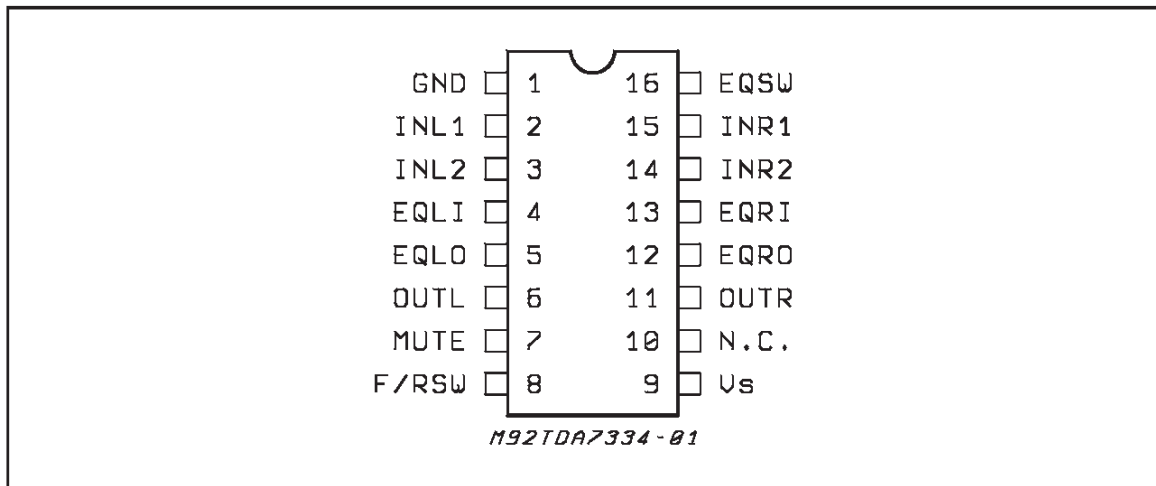 GND 1 16 EQSW
INL1 2 15 INR1
INL2 3 14 INR2
EQLI 4 13 EQRI
EQLO 5 12 EQRO
OUTL 6 11 OUTR
MUTE 7 10 N.C.
F/RSW 8 9 Vs
M92TDA7334-01